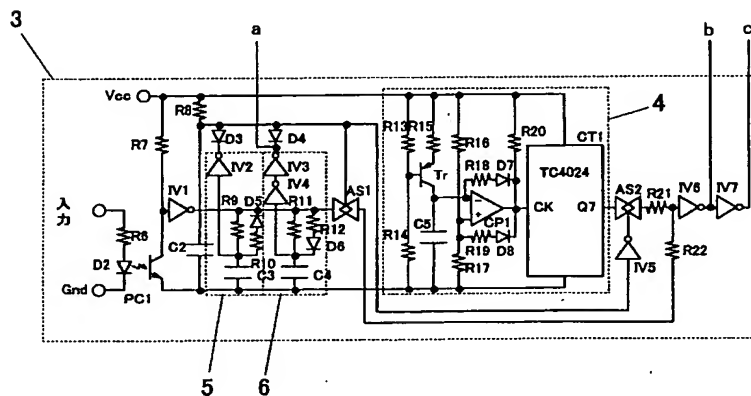 3
a
b
c
4
Vcc
R8
R7
D3
D4
R13
R15
R16
R20
CT1
IV1
IV2
IV3
IV4
AS1
Tr
R18
D7
TC4024
AS2
R21
IV6
IV7
入
力
R9
D5
R11
R12
D6
CK
Q7
CP1
C5
R14
R19
D8
R17
R22
IV5
R6
C2
R10
C3
C4
D2
PC1
Gnd
5
6